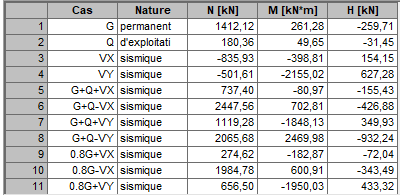 Cas Nature N [kN] M [kN*m] H [kN]
1 G permanent 1412,12 261,28 -259,71
2 Q d'exploitati 180,36 49,65 -31,45
3 VX sismique -835,93 -398,81 154,15
4 VY sismique -501,61 -2155,02 627,28
5 G+Q+VX sismique 737,40 -80,97 -155,43
6 G+Q-VX sismique 2447,56 702,81 -426,88
7 G+Q+VY sismique 1119,28 -1848,13 349,93
8 G+Q-VY sismique 2065,68 2469,98 -932,24
9 0.8G+VX sismique 274,62 -182,87 -72,04
10 0.8G-VX sismique 1984,78 600,91 -343,49
11 0.8G+VY sismique 656,50 -1950,03 433,32